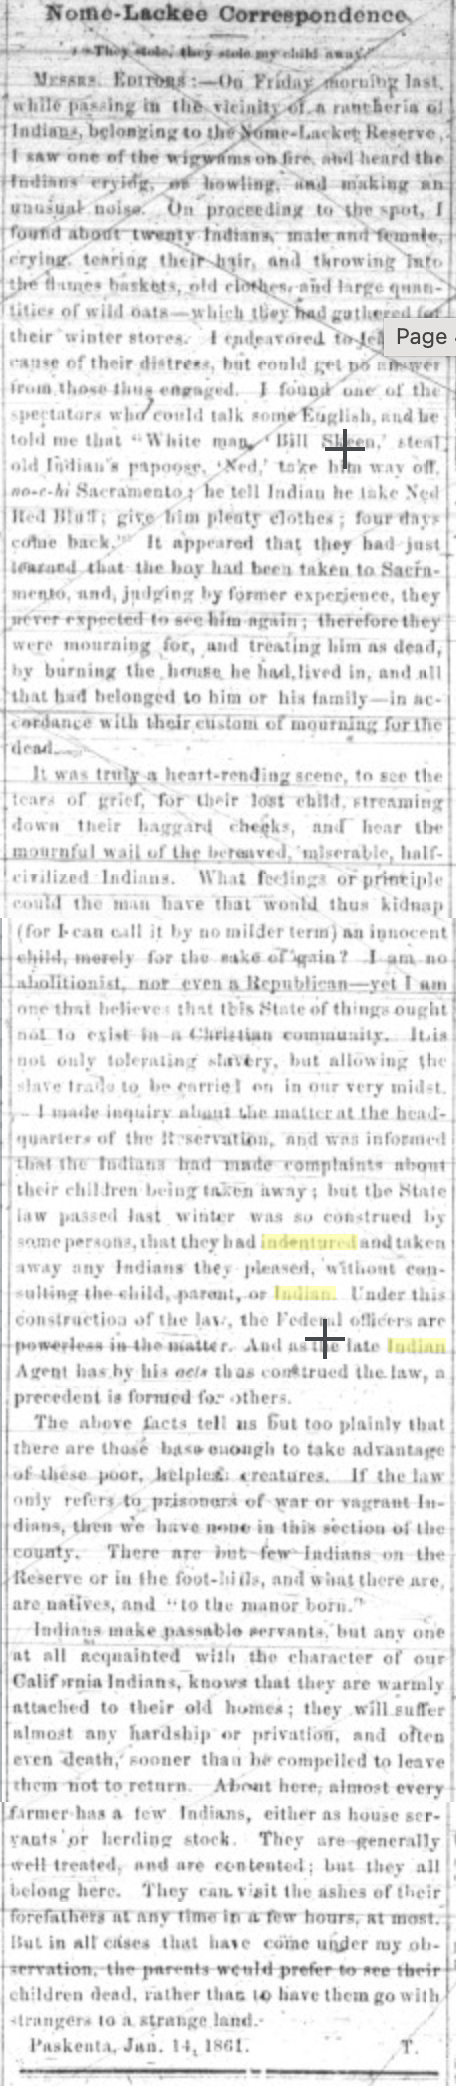 Nome-Lackee Correspondence.
"They stole, they stole my child away."
MESSRS. EDITORS:—On Friday morning last,
while passing in the vicinity of a rancheria of
Indians, belonging to the Nome-Lacket Reserve,
I saw one of the wigwams on fire, and heard the
Indians crying, or howling, and making an
unusual noise. On proceeding to the spot, I
found about twenty Indians, male and female,
crying, tearing their hair, and throwing into
the flames baskets, old clothes, and large quan-
tities of wild oats—which they had gathered for
their winter stores. I endeavored to
Page
cause of their distress, but could get no answer
from those thus engaged. I found one of the
spectators who could talk some English, and he
told me that "White man, 'Bill Skeen,' steal
old Indian's papoose, 'Ned,' take him way off,
no-e-hi Sacramento; he tell Indian he take Ned
Red Bluff; give him plenty clothes; four days
come back.'" It appeared that they had just
learned that the boy had been taken to Sacra-
mento, and, judging by former experience, they
never expected to see him again; therefore they
were mourning for, and treating him as dead,
by burning the house he had lived in, and all
that had belonged to him or his family—in ac-
cordance with their custom of mourning for the
dead.
It was truly a heart-rending scene, to see the
tears of grief, for their lost child, streaming
down their haggard cheeks, and hear the
mournful wail of the bereaved, miserable, half-
civilized Indians. What feelings or principle
could the man have that would thus kidnap
(for I can call it by no milder term) an innocent
child, merely for the sake of gain? I am no
abolitionist, nor even a Republican—yet I am
one that believes that this State of things ought
not to exist in a Christian community. It is
not only tolerating slavery, but allowing the
slave trade to be carried on in our very midst.
I made inquiry about the matter at the head-
quarters of the Reservation, and was informed
that the Indians had made complaints about
their children being taken away; but the State
law passed last winter was so construed by
some persons, that they had indentured and taken
away any Indians they pleased, without con-
sulting the child, parent, or Indian. Under this
construction of the law, the Federal officers are
powerless in the matter. And as the late Indian
Agent has by his acts thus construed the law, a
precedent is formed for others.
The above facts tell us but too plainly that
there are those base enough to take advantage
of these poor, helpless creatures. If the law
only refers to prisoners of war or vagrant In-
dians, then we have none in this section of the
county. There are but few Indians on the
Reserve or in the foot-hills, and what there are,
are natives, and "to the manor born."
Indians make passable servants, but any one
at all acquainted with the character of our
California Indians, knows that they are warmly
attached to their old homes; they will suffer
almost any hardship or privation, and often
even death, sooner than be compelled to leave
them not to return. About here, almost every
farmer has a few Indians, either as house ser-
vants or herding stock. They are generally
well treated, and are contented; but they all
belong here. They can visit the ashes of their
forefathers at any time in a few hours, at most.
But in all cases that have come under my ob-
servation, the parents would prefer to see their
children dead, rather than to have them go with
strangers to a strange land.
Paskenta, Jan. 14, 1861. T.